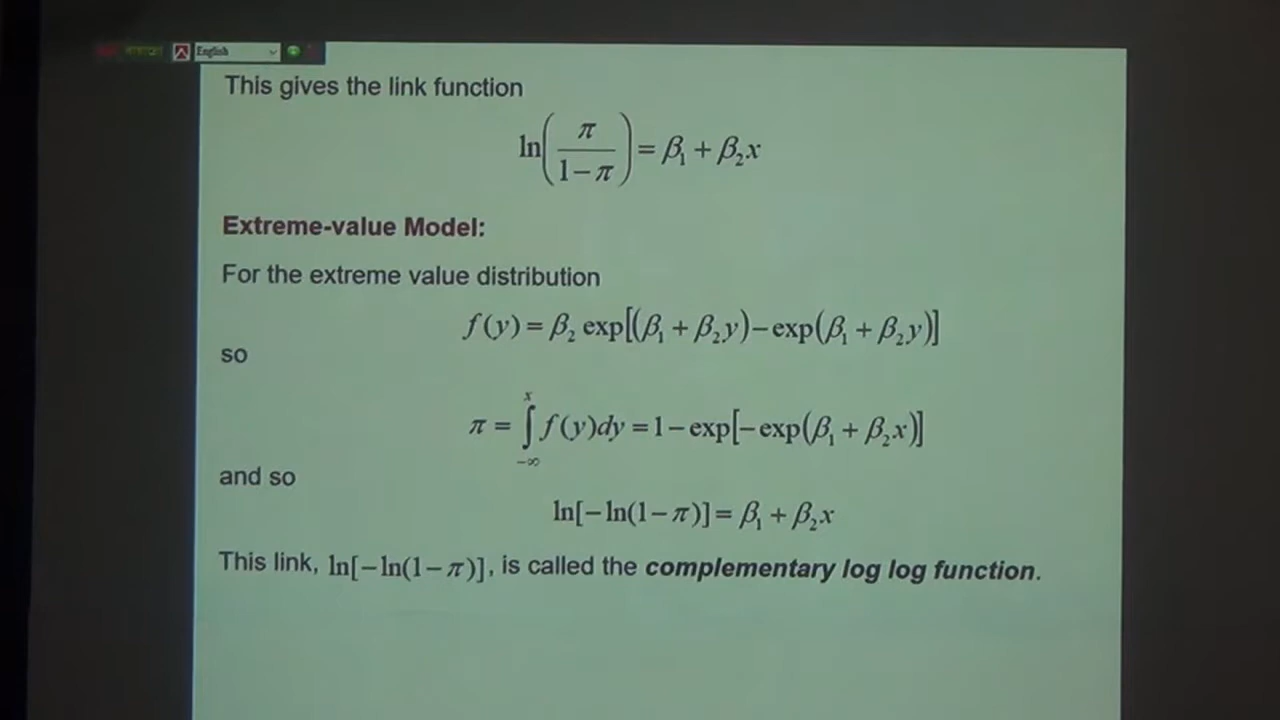 English
This gives the link function
ln(π/(1−π)) = β₁ + β₂x
Extreme-value Model:
For the extreme value distribution
f(y) = β₂ exp[(β₁ + β₂y) − exp(β₁ + β₂y)]
so
π = ∫_{−∞}^{x} f(y)dy = 1 − exp[−exp(β₁ + β₂x)]
and so
ln[−ln(1−π)] = β₁ + β₂x
This link, ln[−ln(1−π)], is called the complementary log log function.